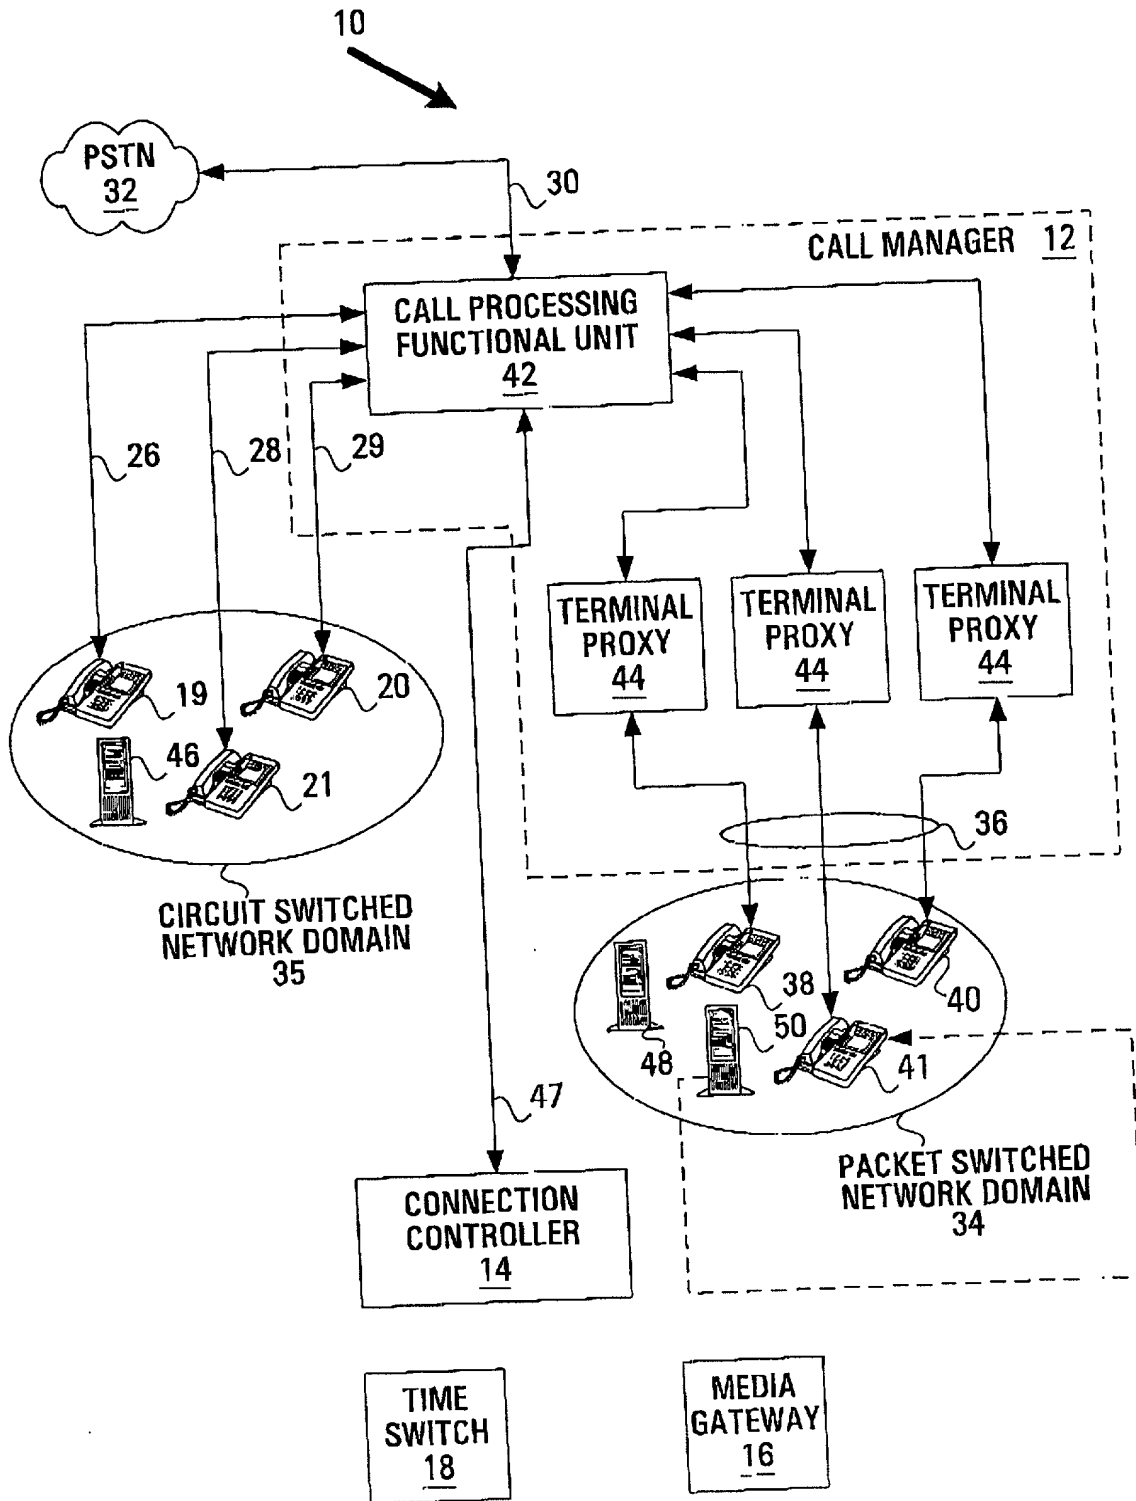 10
PSTN
32
30
CALL MANAGER 12
CALL PROCESSING
FUNCTIONAL UNIT
42
26
28
29
TERMINAL
PROXY
44
TERMINAL
PROXY
44
TERMINAL
PROXY
44
19
20
46
21
36
CIRCUIT SWITCHED
NETWORK DOMAIN
35
38
40
50
48
41
47
PACKET SWITCHED
NETWORK DOMAIN
34
CONNECTION
CONTROLLER
14
TIME
SWITCH
18
MEDIA
GATEWAY
16